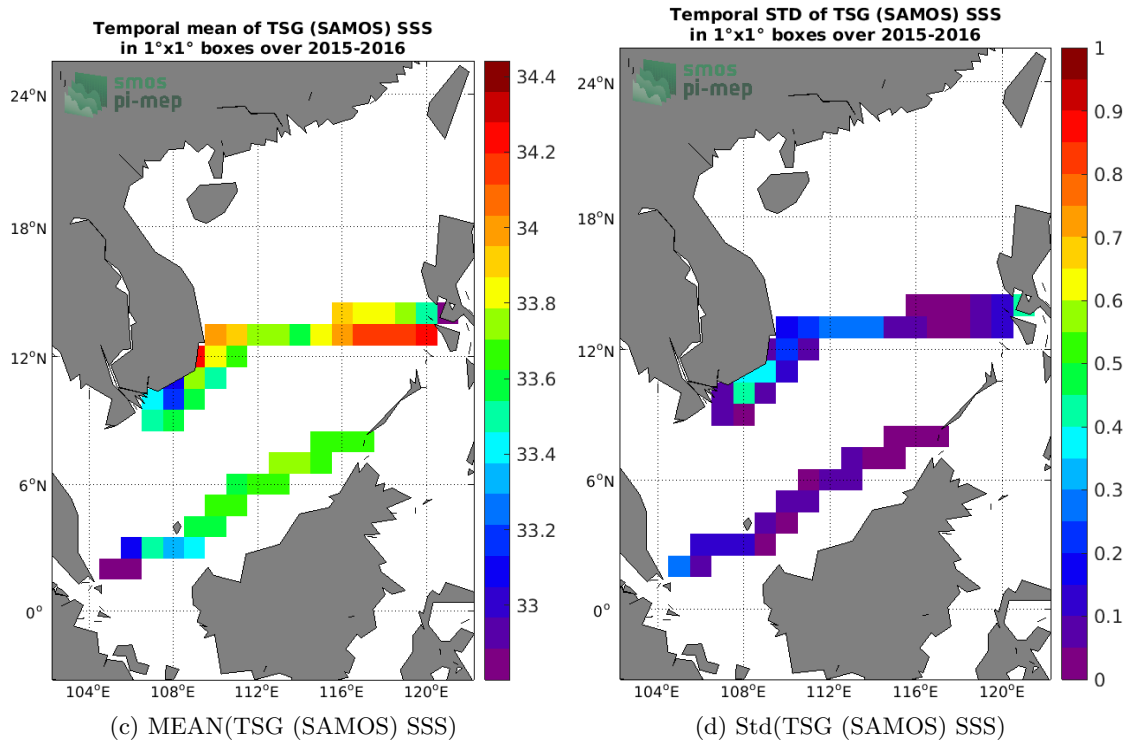 Temporal mean of TSG (SAMOS) SSS
in 1°x1° boxes over 2015-2016
smos
pi-mep
24°N
18°N
12°N
6°N
0°
104°E
108°E
112°E
116°E
120°E
34.4
34.2
34
33.8
33.6
33.4
33.2
33
(c) MEAN(TSG (SAMOS) SSS)
Temporal STD of TSG (SAMOS) SSS
in 1°x1° boxes over 2015-2016
smos
pi-mep
24°N
18°N
12°N
6°N
0°
104°E
108°E
112°E
116°E
120°E
1
0.9
0.8
0.7
0.6
0.5
0.4
0.3
0.2
0.1
0
(d) Std(TSG (SAMOS) SSS)